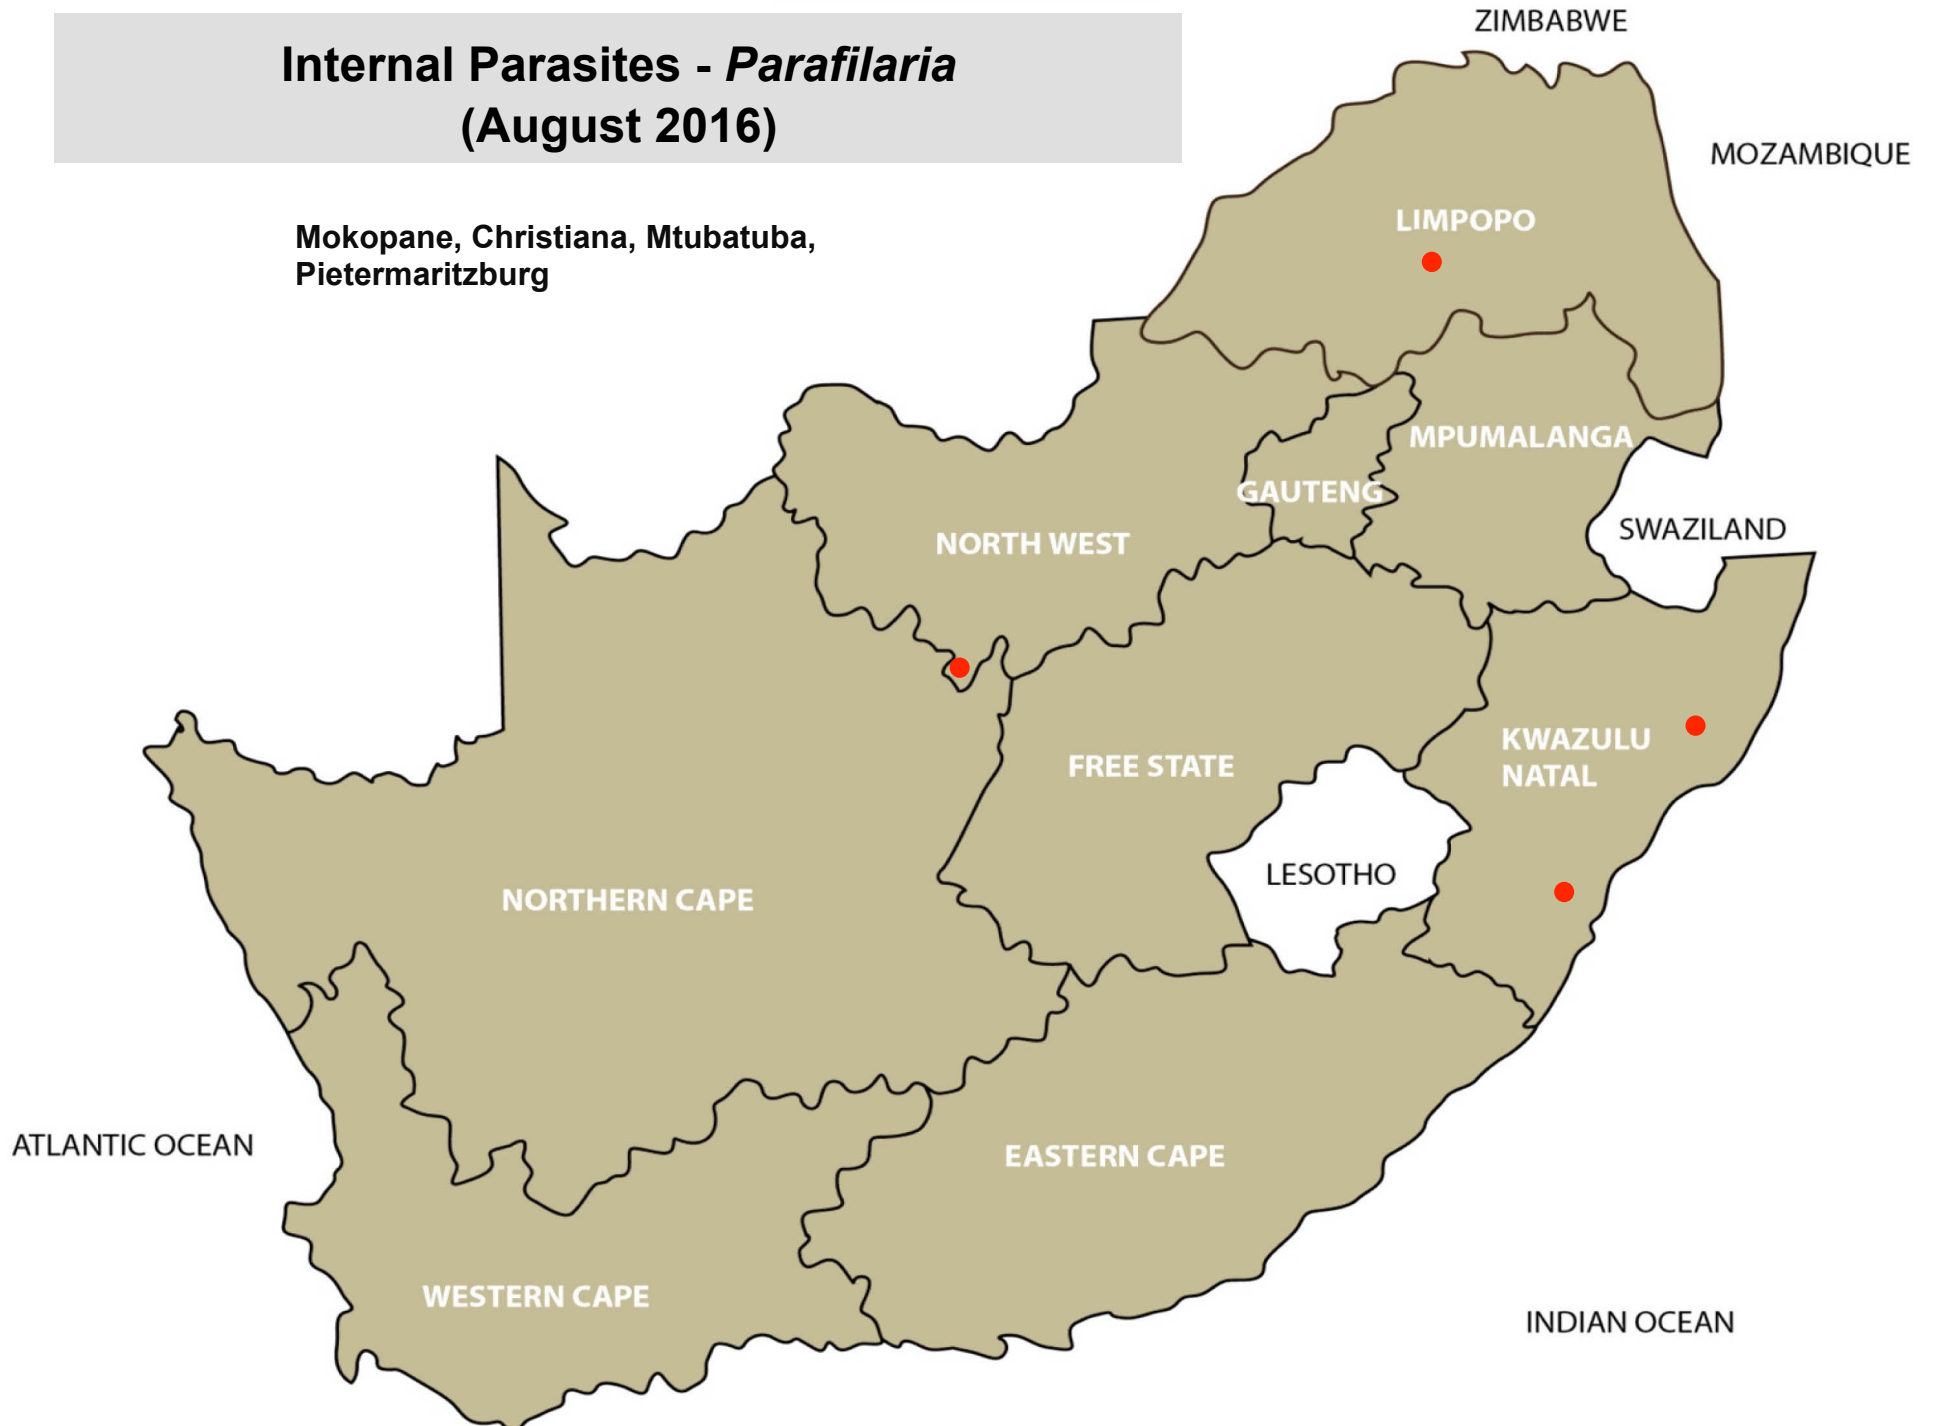 Internal Parasites - Parafilaria
(August 2016)
Mokopane, Christiana, Mtubatuba,
Pietermaritzburg
ZIMBABWE
MOZAMBIQUE
LIMPOPO
MPUMALANGA
GAUTENG
SWAZILAND
NORTH WEST
KWAZULU
NATAL
FREE STATE
LESOTHO
NORTHERN CAPE
ATLANTIC OCEAN
EASTERN CAPE
WESTERN CAPE
INDIAN OCEAN